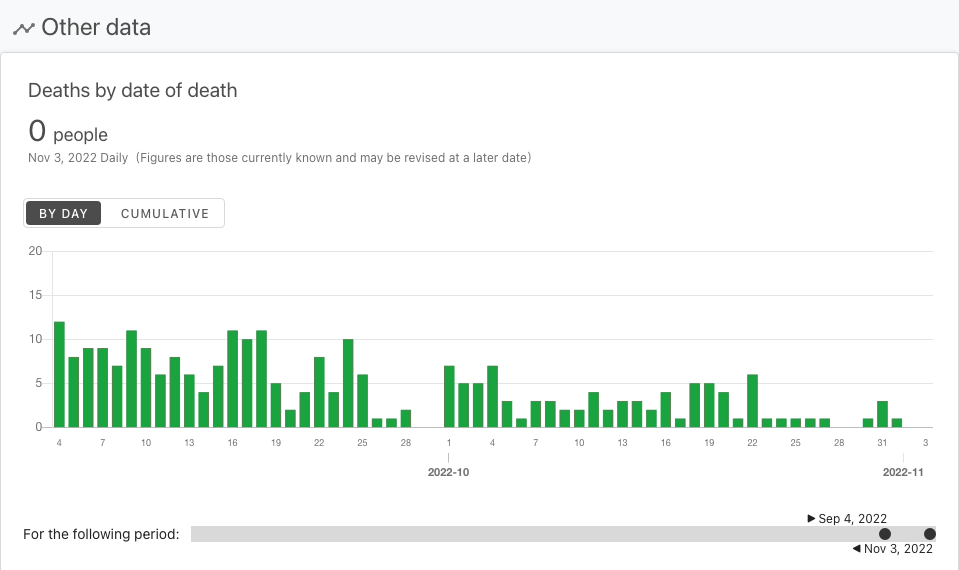 Other data
Deaths by date of death
0 people
Nov 3, 2022 Daily (Figures are those currently known and may be revised at a later date)
BY DAY CUMULATIVE
20
15
10
5
0
4 7 10 13 16 19 22 25 28 1 4 7 10 13 16 19 22 25 28 31 3
2022-10 2022-11
▶ Sep 4, 2022
For the following period:
◀ Nov 3, 2022